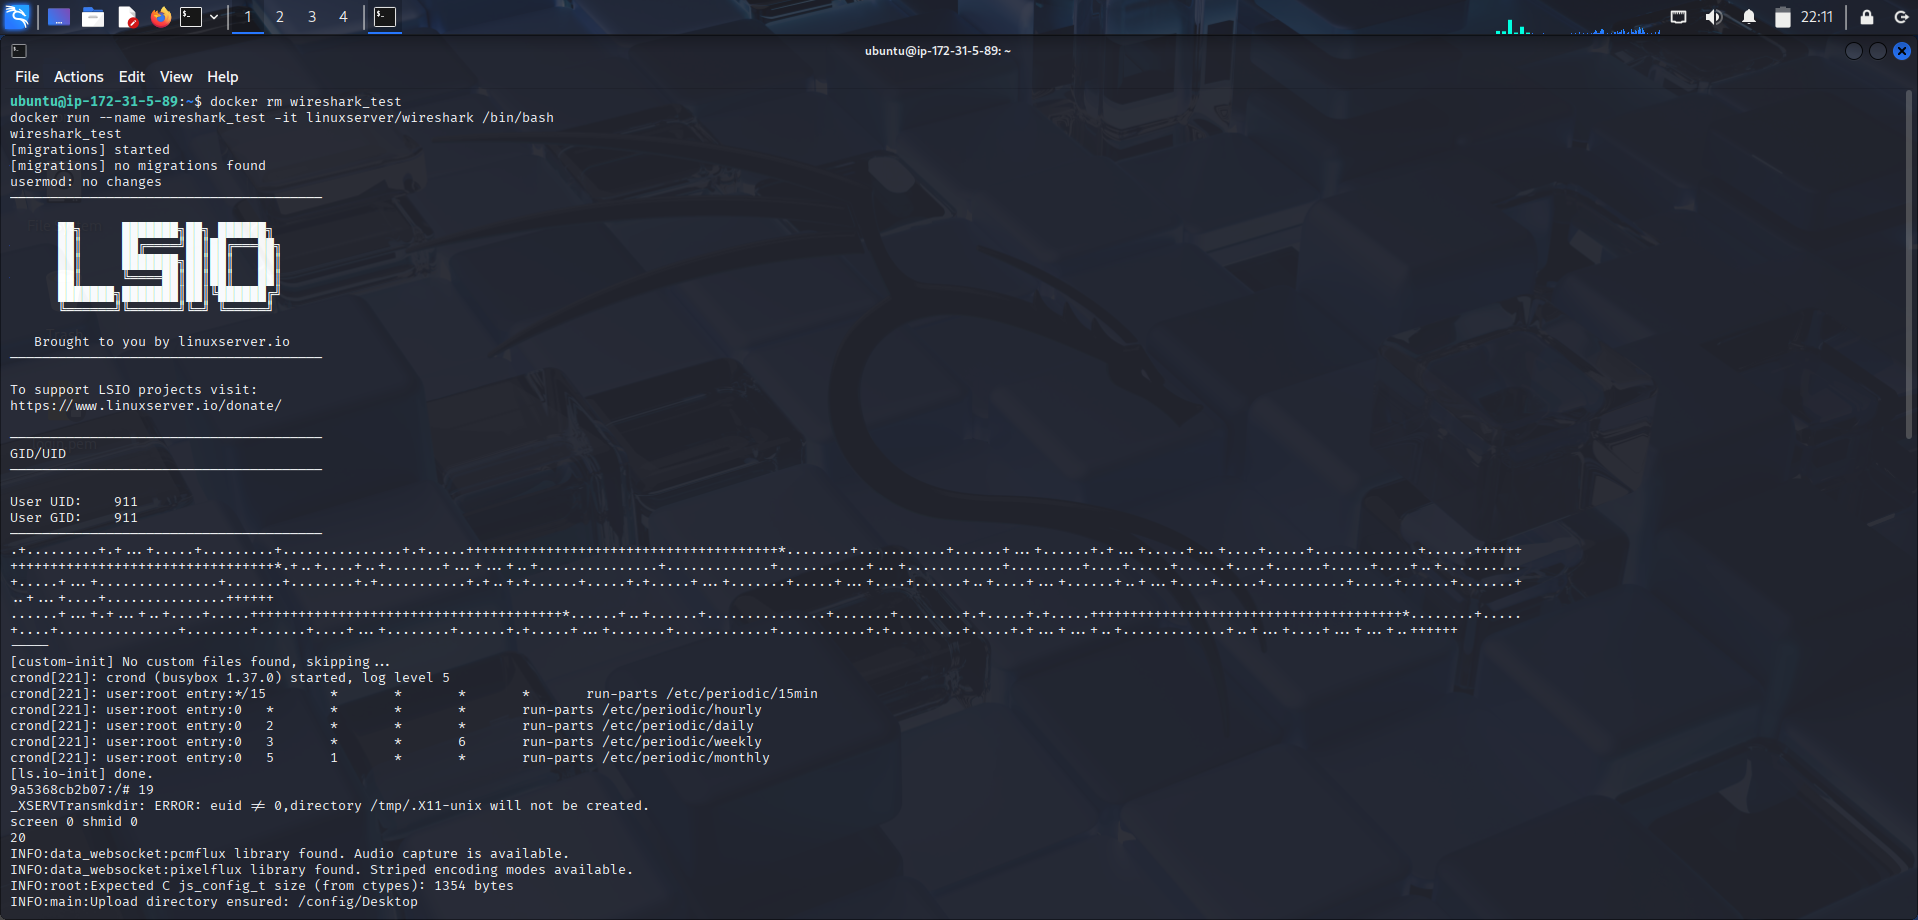 1 2 3 4 22:11
ubuntu@ip-172-31-5-89: ~
File Actions Edit View Help
ubuntu@ip-172-31-5-89:~$ docker rm wireshark_test
docker run --name wireshark_test -it linuxserver/wireshark /bin/bash
wireshark_test
[migrations] started
[migrations] no migrations found
usermod: no changes
LSIO
Brought to you by linuxserver.io
To support LSIO projects visit:
https://www.linuxserver.io/donate/
GID/UID
User UID:    911
User GID:    911
[custom-init] No custom files found, skipping...
crond[221]: crond (busybox 1.37.0) started, log level 5
crond[221]: user:root entry:*/15 * * * * run-parts /etc/periodic/15min
crond[221]: user:root entry:0 * * * * run-parts /etc/periodic/hourly
crond[221]: user:root entry:0 2 * * * run-parts /etc/periodic/daily
crond[221]: user:root entry:0 3 * * 6 run-parts /etc/periodic/weekly
crond[221]: user:root entry:0 5 1 * * run-parts /etc/periodic/monthly
[ls.io-init] done.
9a5368cb2b07:/# 19
_XSERVTransmkdir: ERROR: euid != 0,directory /tmp/.X11-unix will not be created.
screen 0 shmid 0
20
INFO:data_websocket:pcmflux library found. Audio capture is available.
INFO:data_websocket:pixelflux library found. Striped encoding modes available.
INFO:root:Expected C js_config_t size (from ctypes): 1354 bytes
INFO:main:Upload directory ensured: /config/Desktop